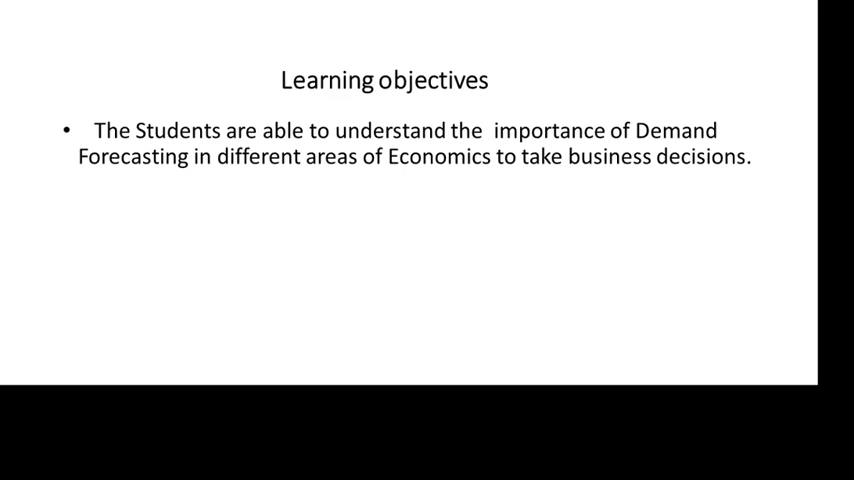 Learning objectives
• The Students are able to understand the importance of Demand
Forecasting in different areas of Economics to take business decisions.